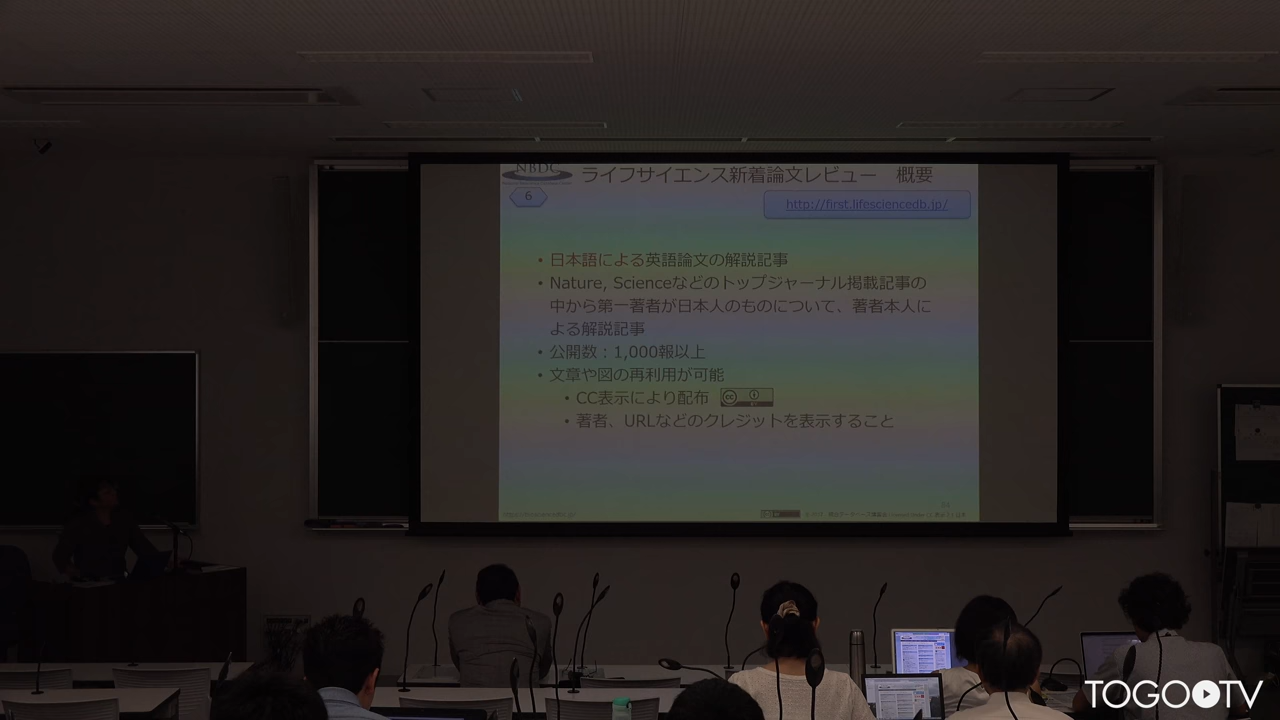 NBDC
ライフサイエンス新着論文レビュー 概要
6
http://first.lifesciencedb.jp/
• 日本語による英語論文の解説記事
• Nature, Scienceなどのトップジャーナル掲載記事の
中から第一著者が日本人のものについて、著者本人に
よる解説記事
• 公開数：1,000報以上
• 文章や図の再利用が可能
• CC表示により配布
• 著者、URLなどのクレジットを表示すること
TOGOTV